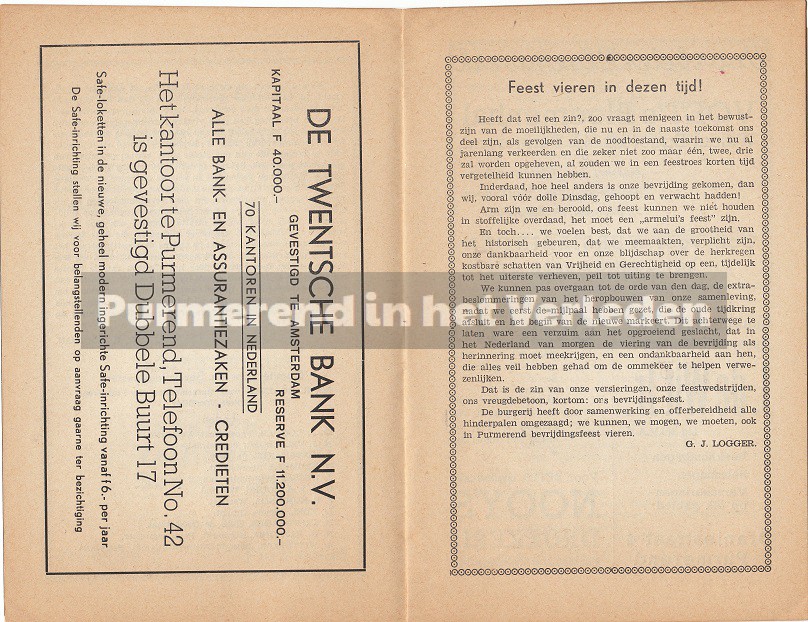 DE TWENTSCHE BANK N.V.
GEVESTIGD TE AMSTERDAM
KAPITAAL F 40.000.- RESERVE F 11.200.000.-
70 KANTOREN IN NEDERLAND
ALLE BANK- EN ASSURANTIEZAKEN - CREDIETEN
Het kantoor te Purmerend, Telefoon No. 42
is gevestigd Dubbele Buurt 17
Safe-loketten in de nieuwe, geheel modern ingerichte Safe-inrichting vanaf f 6.- per jaar
De Safe-inrichting stellen wij voor belangstellenden op aanvraag gaarne ter bezichtiging
Feest vieren in dezen tijd!
Heeft dat wel een zin?, zoo vraagt menigeen in het bewust-
zijn van de moeilijkheden, die nu en in de naaste toekomst ons
deel zijn, als gevolgen van de noodtoestand, waarin we nu al
jarenlang verkeerden en die zeker niet zoo maar één, twee, drie
zal worden opgeheven, al zouden we in een feestroes korten tijd
vergetelheid kunnen hebben.
Inderdaad, hoe heel anders is onze bevrijding gekomen, dan
wij, vooral vóór dolle Dinsdag, gehoopt en verwacht hadden!
Arm zijn we en berooid, ons feest kunnen we niet houden
in stoffelijke overdaad, het moet een „armelui's feest" zijn.
En toch.... we voelen best, dat we aan de grootheid van
het historisch gebeuren, dat we meemaakten, verplicht zijn,
onze dankbaarheid voor en onze blijdschap over de herkregen
kostbare schatten van Vrijheid en Gerechtigheid op een, tijdelijk
tot het uiterste verheven, peil tot uiting te brengen.
We kunnen pas overgaan tot de orde van den dag, de extra-
beslommeringen van het heropbouwen van onze samenleving,
nadat we eerst de mijlpaal hebben gezet, die de oude tijdkring
afsluit en het begin van de nieuwe markeert. Dit achterwege te
laten ware een verzuim aan het opgroeiend geslacht, dat in
het Nederland van morgen de viering van de bevrijding als
herinnering moet meekrijgen, en een ondankbaarheid aan hen,
die alles veil hebben gehad om de ommekeer te helpen verwe-
zenlijken.
Dat is de zin van onze versieringen, onze feestwedstrijden,
ons vreugdebetoon, kortom: ons bevrijdingsfeest.
De burgerij heeft door samenwerking en offerbereidheid alle
hinderpalen omgezaagd; we kunnen, we mogen, we moeten, ook
in Purmerend bevrijdingsfeest vieren.
G. J. LOGGER.
Purmerend in het Verleden